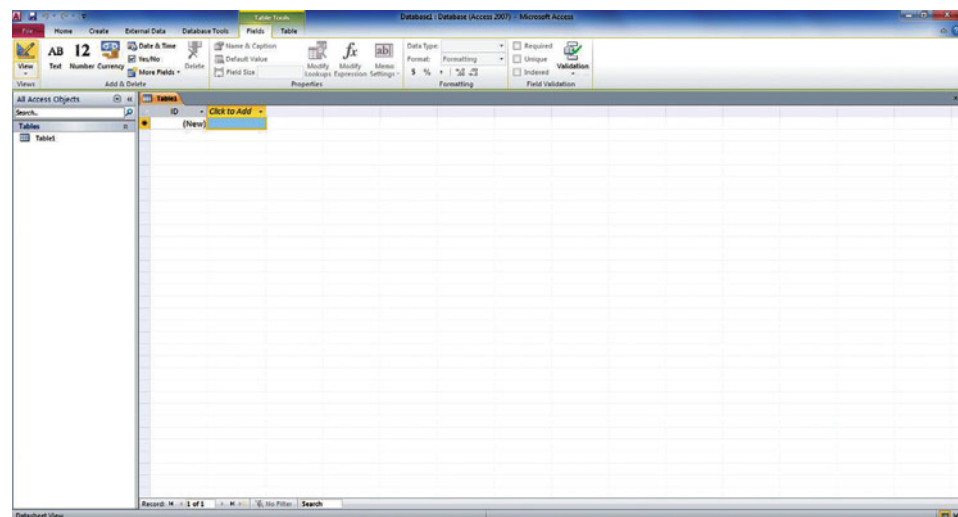 Table Tools
Database1 : Database (Access 2007) - Microsoft Access
File Home Create External Data Database Tools Fields Table
View
Text
Number
Currency
AB
12
Date & Time
Yes/No
More Fields
Delete
Name & Caption
Default Value
Field Size
Modify Lookups
fx
Modify Expression
ab
Memo Settings
Data Type:
Format: Formatting
$ %
Required
Unique
Indexed
Validation
Views
Add & Delete
Properties
Formatting
Field Validation
All Access Objects
Search..
Tables
Table1
Table1
ID Click to Add
(New)
Record: 1 of 1 No Filter Search
Datasheet View